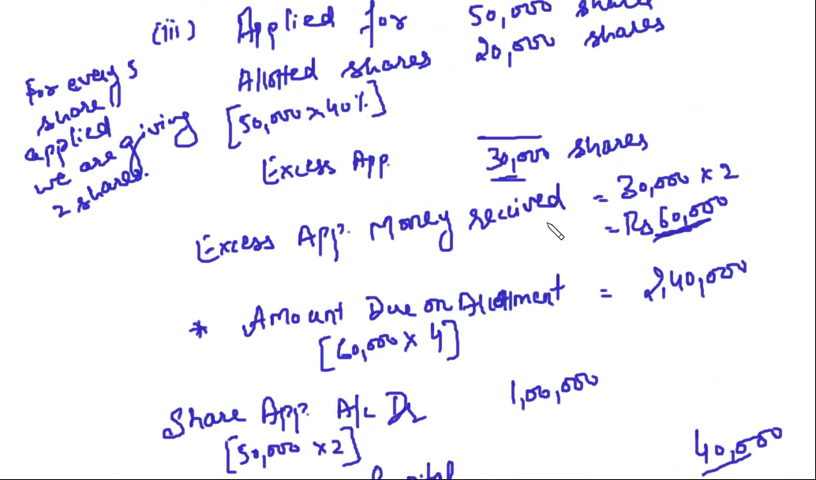 (iii) Applied for 50,000 shares
Allotted shares 20,000 shares
[50,000 x 40%]
For every 5
share
applied
we are giving
2 shares.
Excess App. 30,000 shares
Excess App. Money received = 30,000 x 2
= Rs 60,000
* Amount Due on Allotment = 2,40,000
[60,000 x 4]
Share App. A/c Dr 1,00,000
[50,000 x 2]
40,000